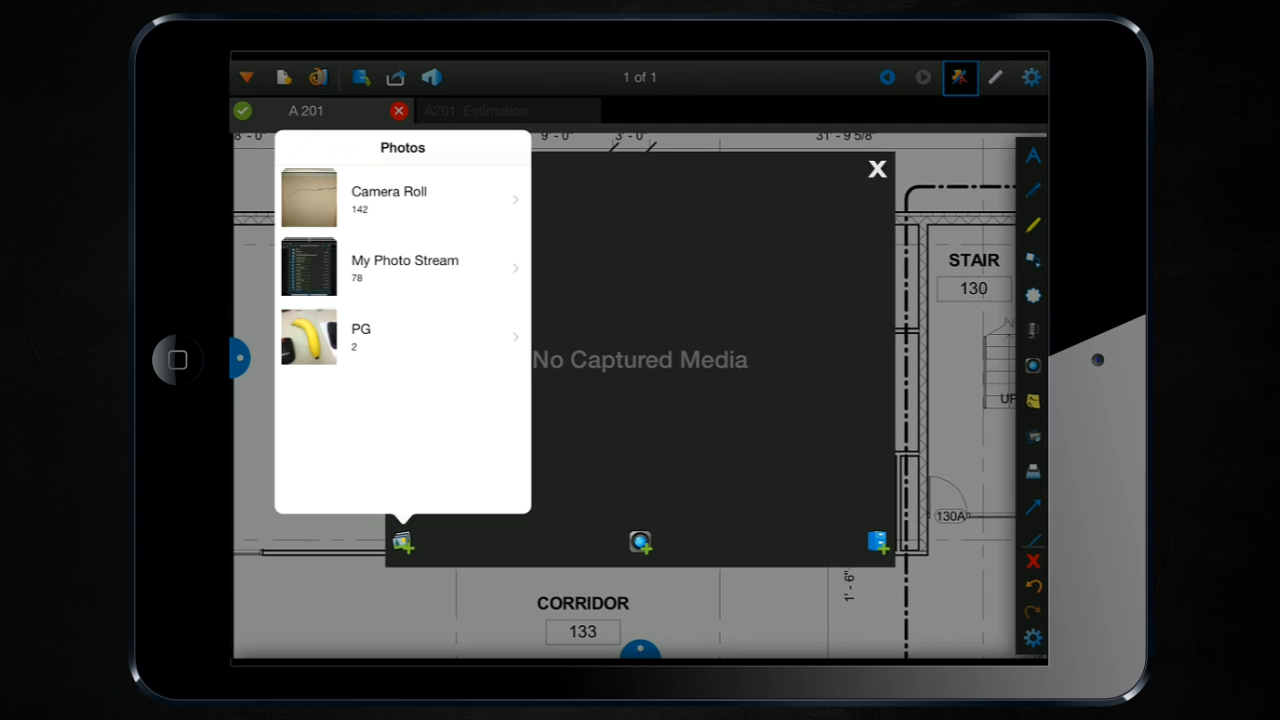 1 of 1
A 201
A201_Estimation
8' - 0"
9' - 0"
3' - 0"
31' - 9 5/8"
Photos
Camera Roll
142
My Photo Stream
78
PG
2
X
No Captured Media
STAIR
130
UP
130A
1' - 6"
CORRIDOR
133